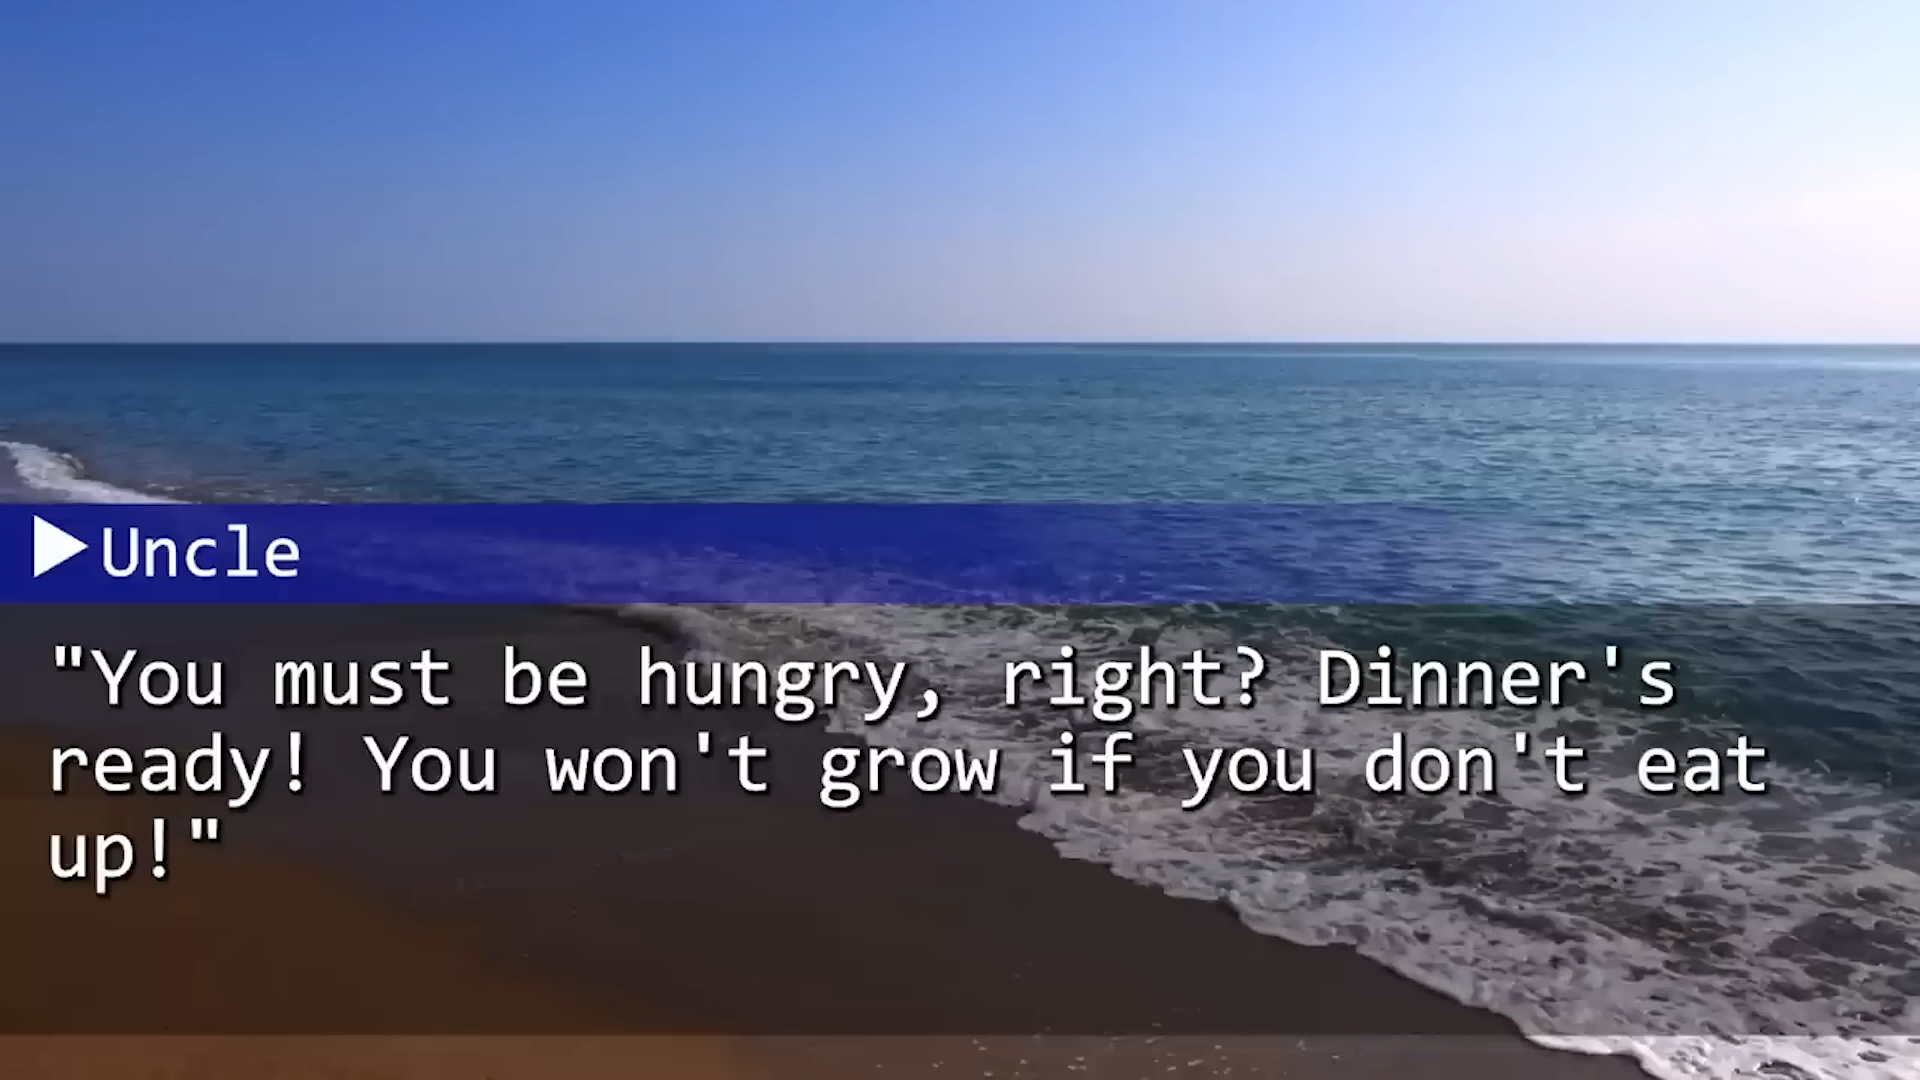 ▶Uncle
"You must be hungry, right? Dinner's
ready! You won't grow if you don't eat
up!"